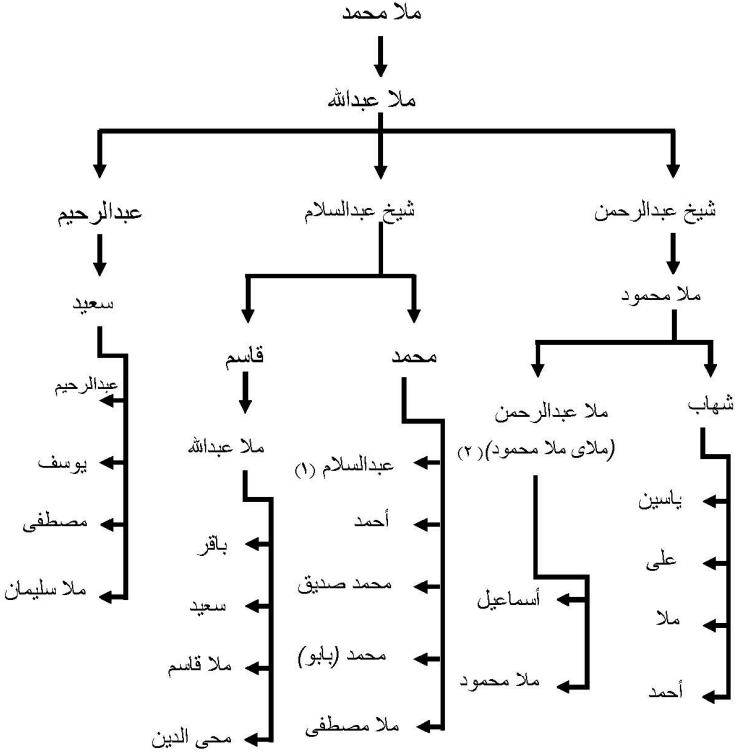 ملا محمد
ملا عبدالله
شيخ عبدالرحمن
شيخ عبدالسلام
عبدالرحيم
ملا محمود
سعيد
شهاب
ملا عبدالرحمن
(ملاى ملا محمود)(٢)
محمد
قاسم
ملا عبدالله
ياسين
على
ملا
أحمد
أسماعيل
ملا محمود
عبدالسلام (١)
أحمد
محمد صديق
محمد (بابو)
ملا مصطفى
باقر
سعيد
ملا قاسم
محى الدين
عبدالرحيم
يوسف
مصطفى
ملا سليمان